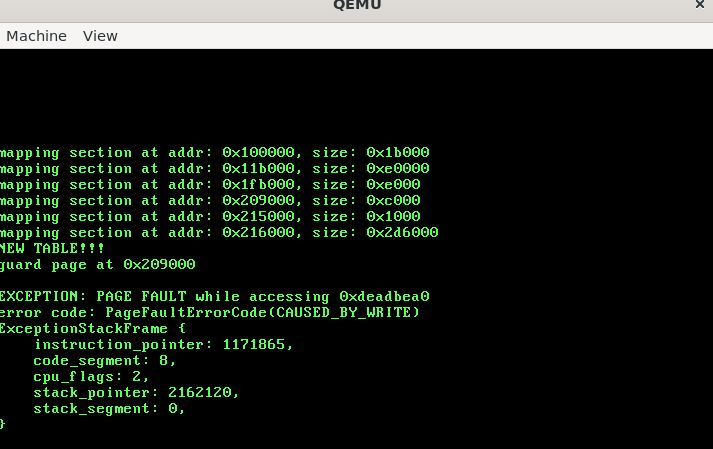 QEMU ×
Machine View
mapping section at addr: 0x100000, size: 0x1b000
mapping section at addr: 0x11b000, size: 0xe0000
mapping section at addr: 0x1fb000, size: 0xe000
mapping section at addr: 0x209000, size: 0xc000
mapping section at addr: 0x215000, size: 0x1000
mapping section at addr: 0x216000, size: 0x2d6000
NEW TABLE!!!
guard page at 0x209000
EXCEPTION: PAGE FAULT while accessing 0xdeadbea0
error code: PageFaultErrorCode(CAUSED_BY_WRITE)
ExceptionStackFrame {
instruction_pointer: 1171865,
code_segment: 8,
cpu_flags: 2,
stack_pointer: 2162120,
stack_segment: 0,
}